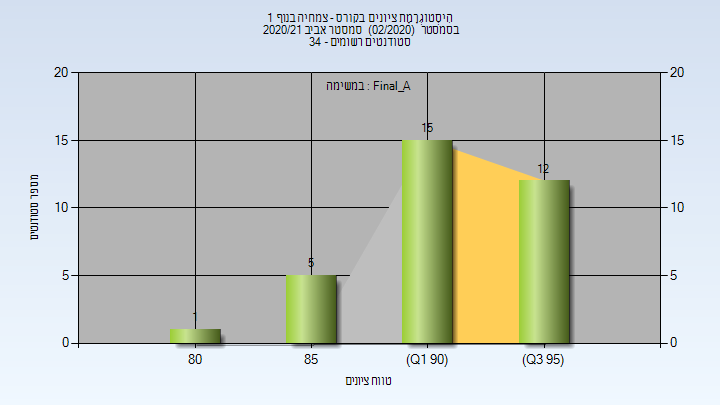 היסטוגרמת ציונים בקורס - צמחיה בנוף 1
בסמסטר (02/2020) סמסטר אביב 2020/21
סטודנטים רשומים - 34
במשימה : Final_A
20
20
15
15
10
10
5
5
0
0
1
5
15
12
מספר סטודנטים
80
85
(Q1 90)
(Q3 95)
טווח ציונים